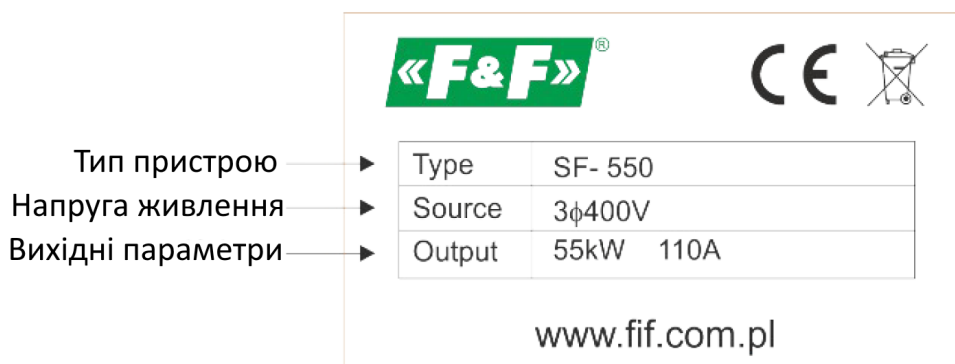 «F&F»®
CE
Тип пристрою Type SF- 550
Напруга живлення Source 3ϕ400V
Вихідні параметри Output 55kW 110A
www.fif.com.pl